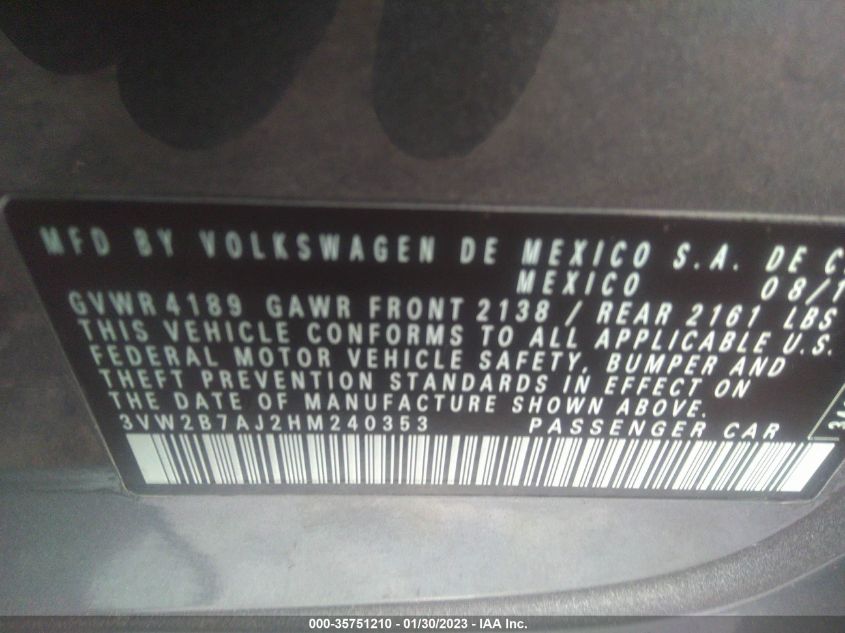 MFD BY VOLKSWAGEN DE MEXICO S.A. DE C
MEXICO 08/1
GVWR 4189 GAWR FRONT 2138 / REAR 2161 LBS
THIS VEHICLE CONFORMS TO ALL APPLICABLE U.S.
FEDERAL MOTOR VEHICLE SAFETY, BUMPER AND
THEFT PREVENTION STANDARDS IN EFFECT ON
THE DATE OF MANUFACTURE SHOWN ABOVE.
3VW2B7AJ2HM240353 PASSENGER CAR
000-35751210 - 01/30/2023 - IAA Inc.